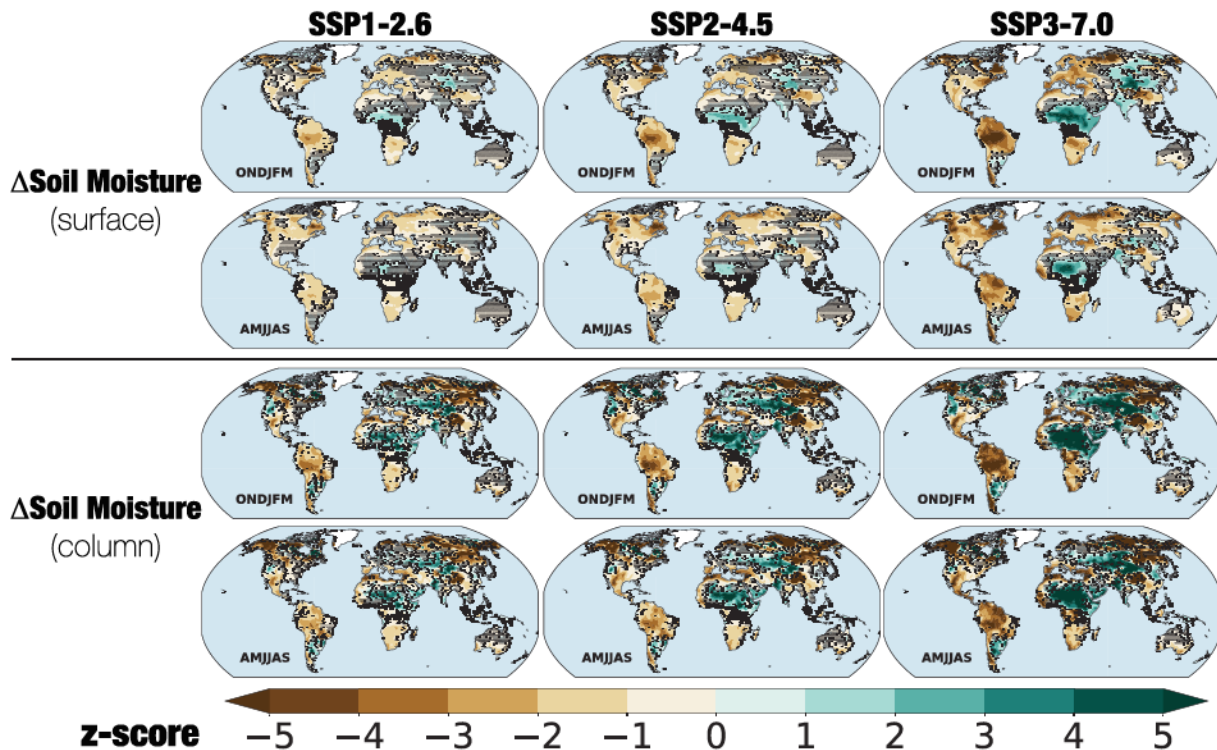 SSP1-2.6 SSP2-4.5 SSP3-7.0
ONDJFM ONDJFM ONDJFM
ΔSoil Moisture
(surface)
AMJJAS AMJJAS AMJJAS
ONDJFM ONDJFM ONDJFM
ΔSoil Moisture
(column)
AMJJAS AMJJAS AMJJAS
z-score −5 −4 −3 −2 −1 0 1 2 3 4 5